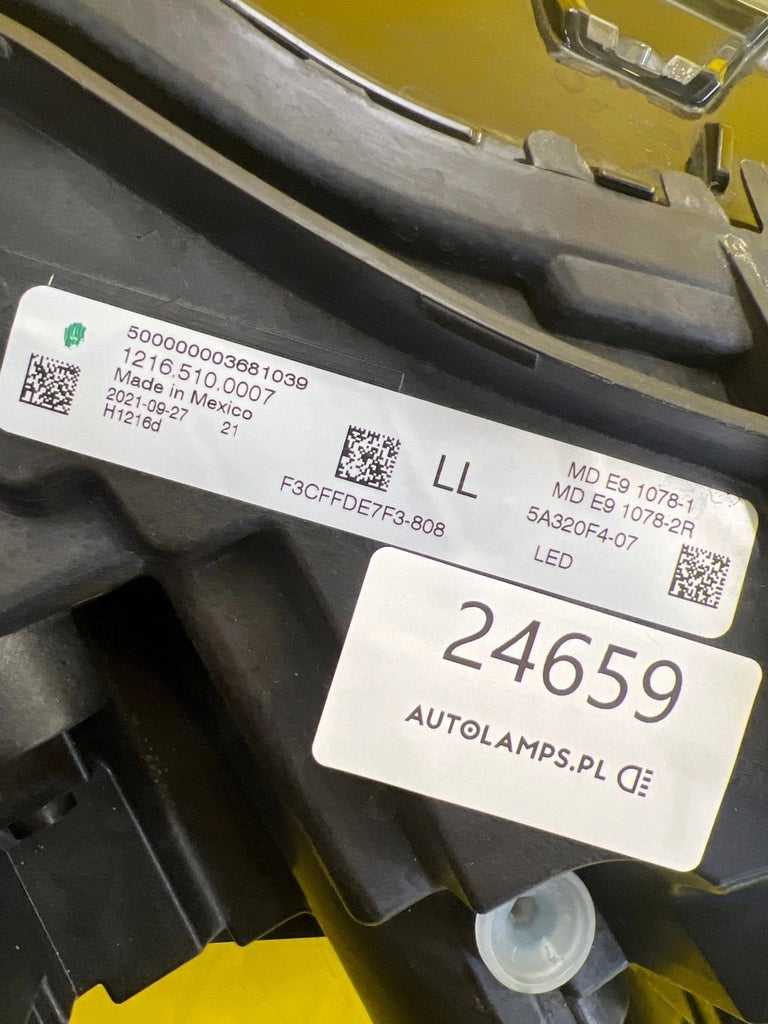 500000003681039
1216.510.0007
Made in Mexico
2021-09-27 21
H1216d
F3CFFDE7F3-808
LL
MD E9 1078-1
MD E9 1078-2R
5A320F4-07
LED
24659
AUTOLAMPS.PL